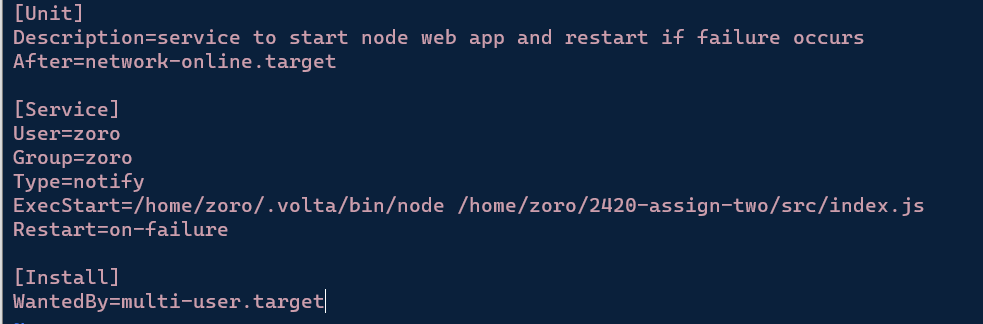 [Unit]
Description=service to start node web app and restart if failure occurs
After=network-online.target
[Service]
User=zoro
Group=zoro
Type=notify
ExecStart=/home/zoro/.volta/bin/node /home/zoro/2420-assign-two/src/index.js
Restart=on-failure
[Install]
WantedBy=multi-user.target